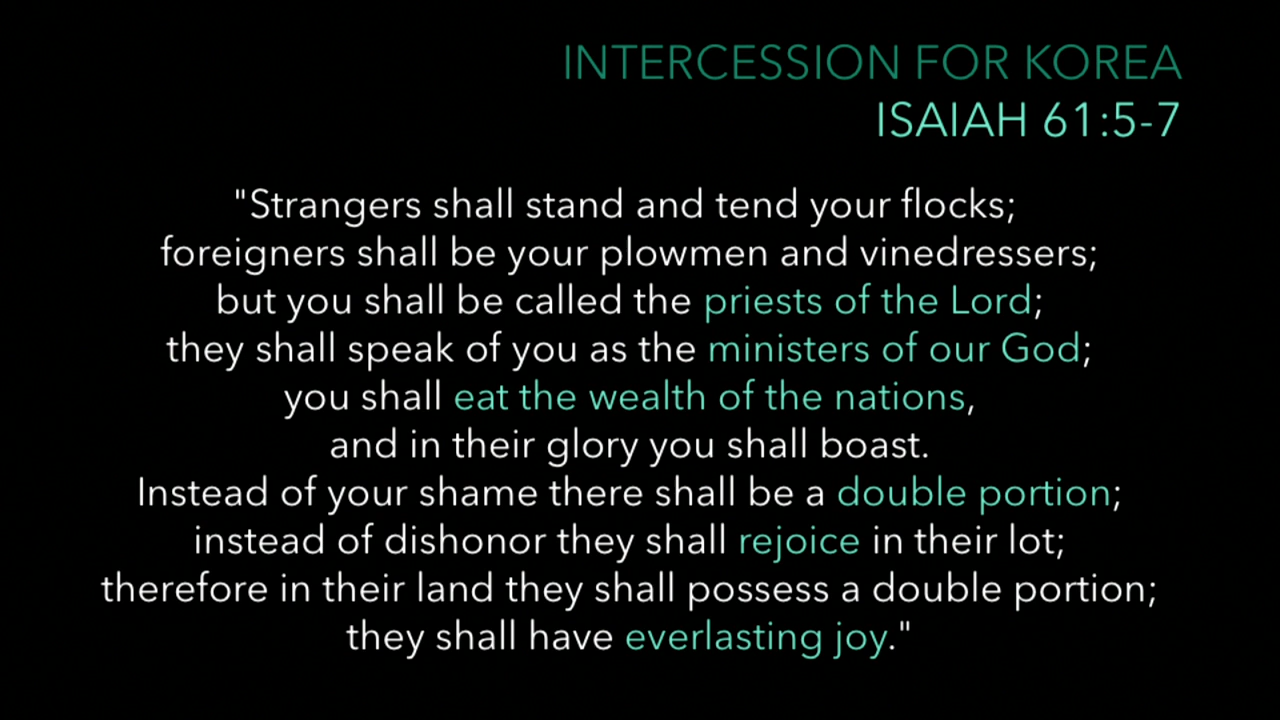 INTERCESSION FOR KOREA
ISAIAH 61:5-7
"Strangers shall stand and tend your flocks;
foreigners shall be your plowmen and vinedressers;
but you shall be called the priests of the Lord;
they shall speak of you as the ministers of our God;
you shall eat the wealth of the nations,
and in their glory you shall boast.
Instead of your shame there shall be a double portion;
instead of dishonor they shall rejoice in their lot;
therefore in their land they shall possess a double portion;
they shall have everlasting joy."